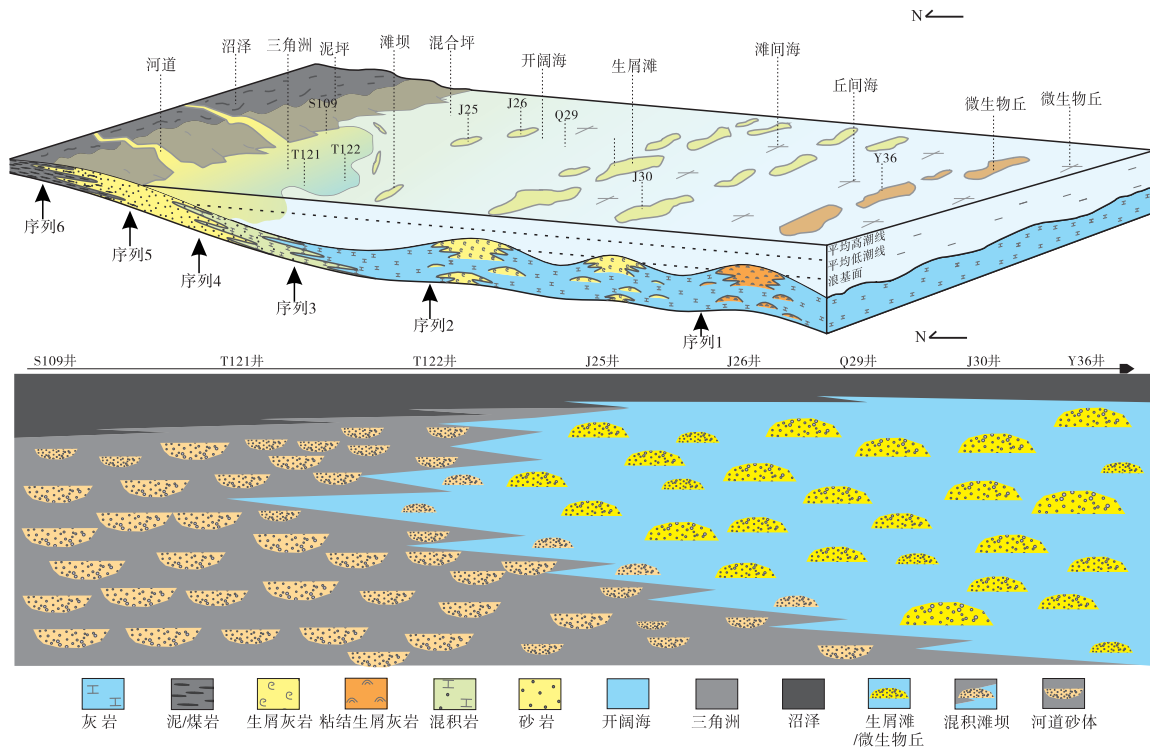 N
沼泽
三角洲
泥坪
滩坝
混合坪
开阔海
生屑滩
滩间海
丘间海
微生物丘
微生物丘
河道
S109
J25
J26
Q29
T121
T122
J30
Y36
平均高潮线
平均低潮线
浪基面
序列6
序列5
序列4
序列3
序列2
序列1
N
S109井
T121井
T122井
J25井
J26井
Q29井
J30井
Y36井
灰岩
泥/煤岩
生屑灰岩
粘结生屑灰岩
混积岩
砂岩
开阔海
三角洲
沼泽
生屑滩
/微生物丘
混积滩坝
河道砂体